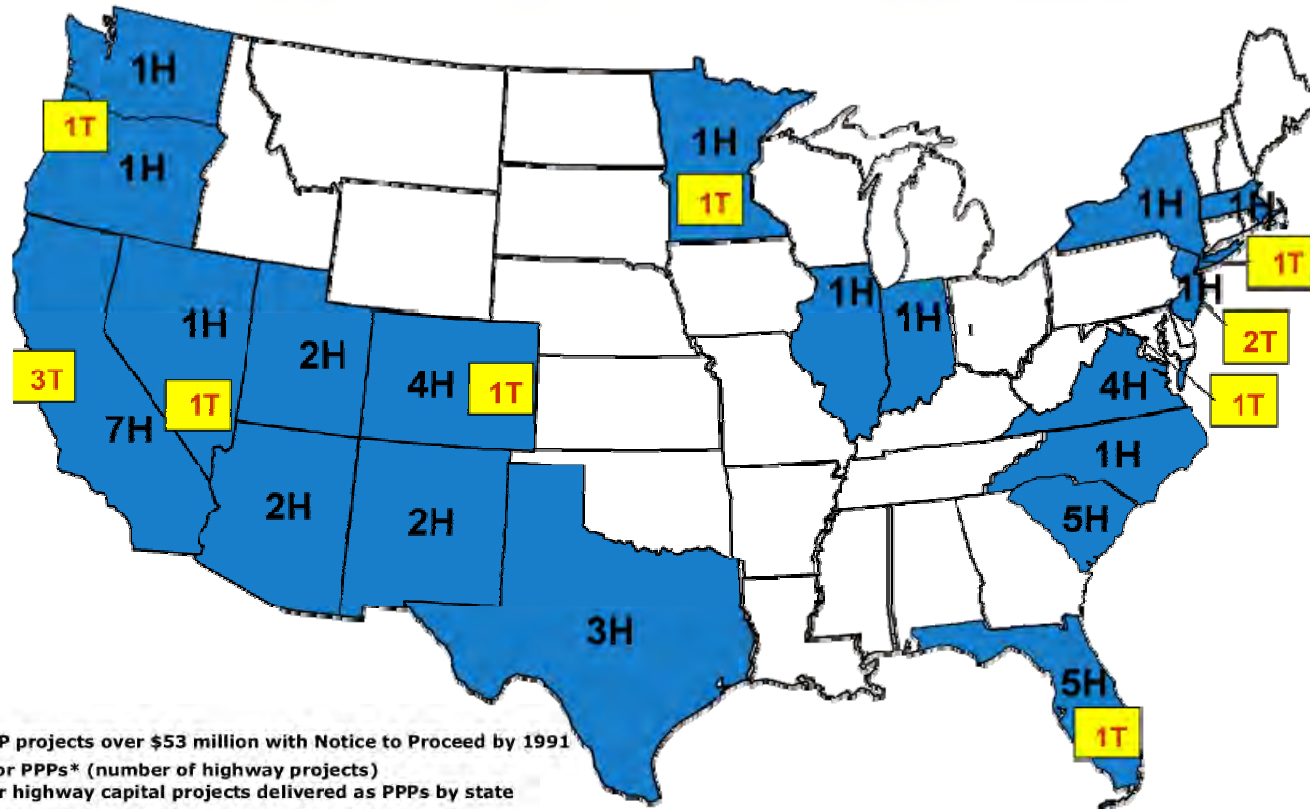 1H
1T
1H
1H
1T
1H
1H
1T
1H
1H
1H
1H
2T
2H
3T
4H
1T
1T
4H
1T
7H
1H
2H
2H
5H
3H
5H
1T
P projects over $53 million with Notice to Proceed by 1991
or PPPs* (number of highway projects)
r highway capital projects delivered as PPPs by state